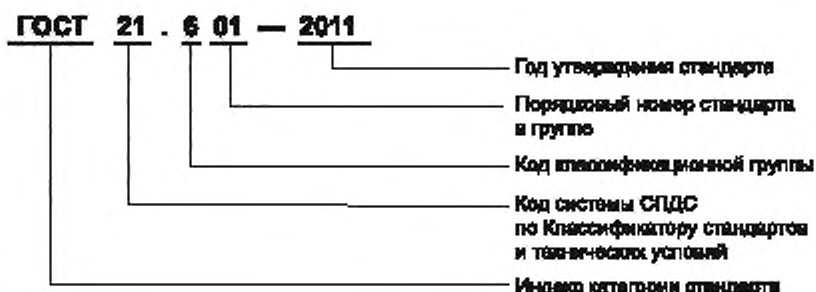 ГОСТ 21 . 6 01 — 2011
Год утверждения стандарта
Порядковый номер стандарта
в группе
Код классификационной группы
Код системы СПДС
по Классификатору стандартов
и технических условий
Индекс категории стандарта